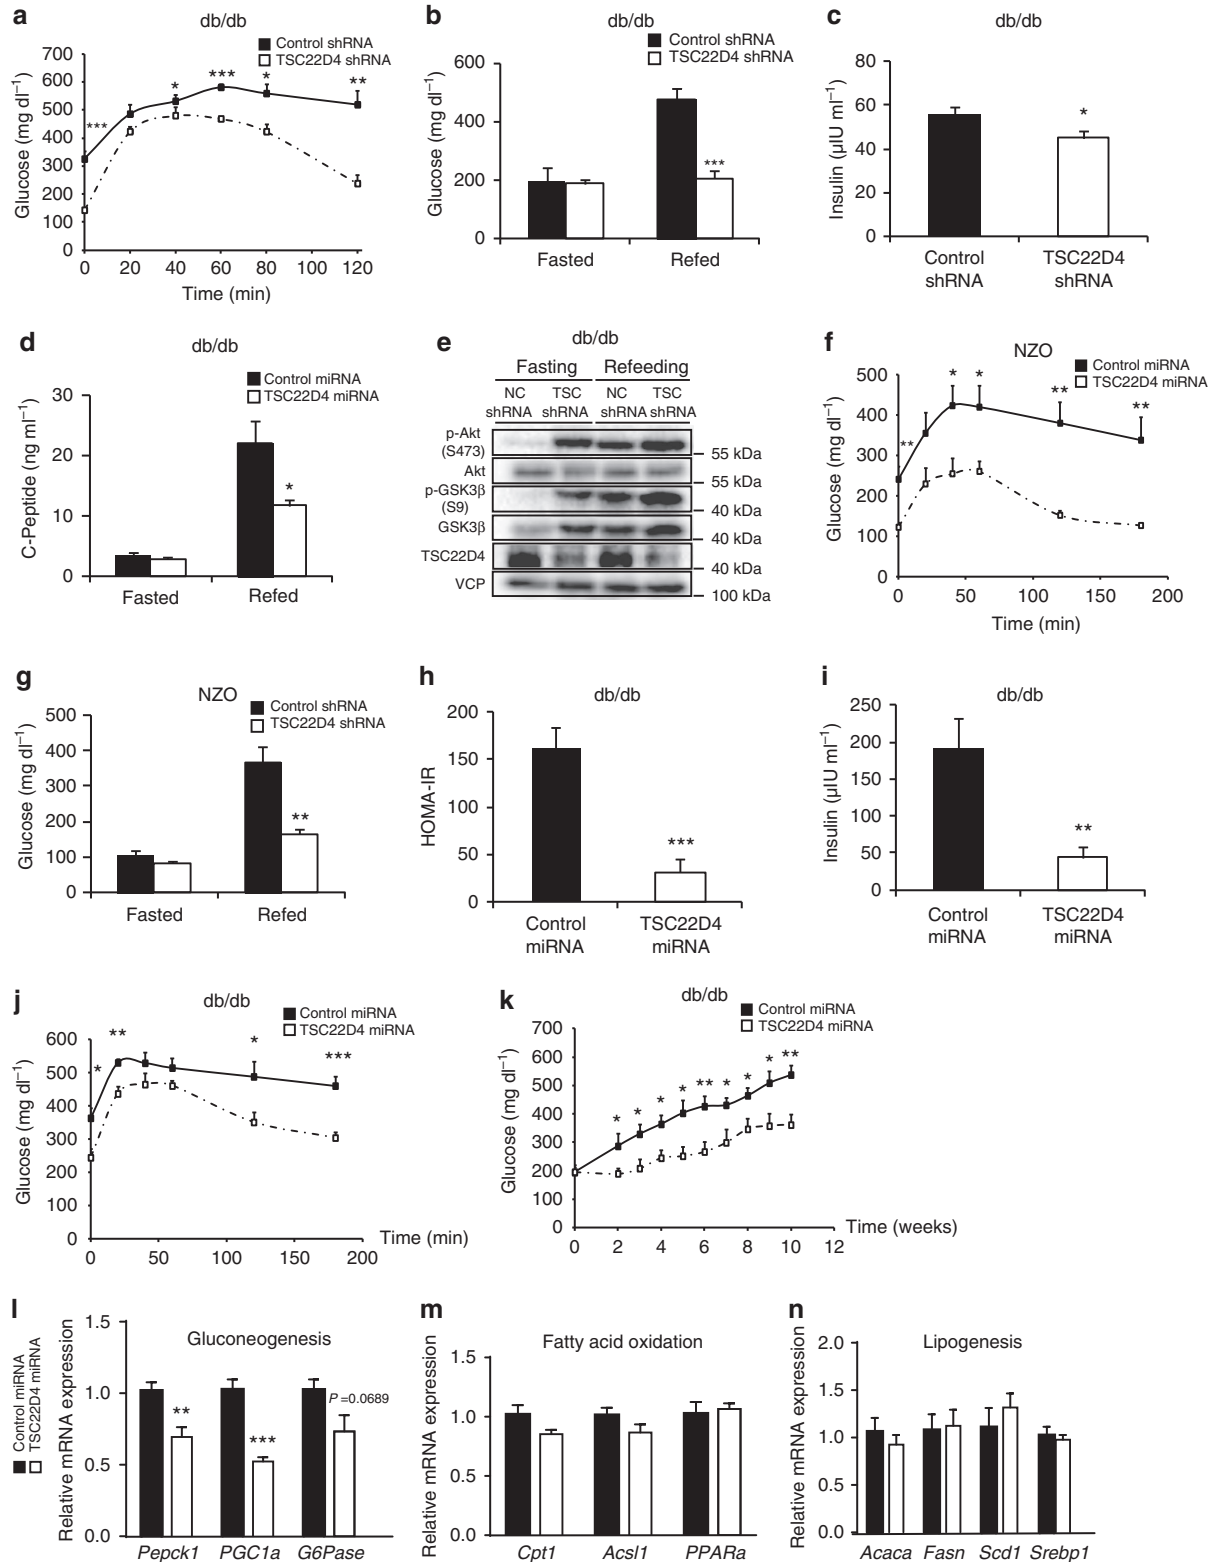 a
db/db
Control shRNA
TSC22D4 shRNA
Glucose (mg dl⁻¹)
700
600
500
400
300
200
100
0
***
*
***
*
**
0 20 40 60 80 100 120
Time (min)
b
db/db
Control shRNA
TSC22D4 shRNA
Glucose (mg dl⁻¹)
600
400
200
0
***
Fasted Refed
c
db/db
Insulin (µIU ml⁻¹)
80
60
40
20
0
*
Control shRNA
TSC22D4 shRNA
d
db/db
Control miRNA
TSC22D4 miRNA
C-Peptide (ng ml⁻¹)
30
20
10
0
*
Fasted Refed
e
db/db
Fasting Refeeding
NC TSC NC TSC
shRNA shRNA shRNA shRNA
p-Akt
(S473)
55 kDa
Akt
55 kDa
p-GSK3β
(S9)
40 kDa
GSK3β
40 kDa
TSC22D4
40 kDa
VCP
100 kDa
f
NZO
Control miRNA
TSC22D4 miRNA
Glucose (mg dl⁻¹)
500
400
300
200
100
0
**
*
*
**
**
0 50 100 150 200
Time (min)
g
NZO
Control shRNA
TSC22D4 shRNA
Glucose (mg dl⁻¹)
500
400
300
200
100
0
**
Fasted Refed
h
db/db
HOMA-IR
200
150
100
50
0
***
Control miRNA
TSC22D4 miRNA
i
db/db
Insulin (µIU ml⁻¹)
250
200
150
100
50
0
**
Control miRNA
TSC22D4 miRNA
j
db/db
Control miRNA
TSC22D4 miRNA
Glucose (mg dl⁻¹)
600
500
400
300
200
100
0
*
**
*
***
0 50 100 150 200
Time (min)
k
db/db
Control miRNA
TSC22D4 miRNA
Glucose (mg dl⁻¹)
700
600
500
400
300
200
100
0
* * * * ** * * * **
0 2 4 6 8 10 12
Time (weeks)
l
Control miRNA
TSC22D4 miRNA
Gluconeogenesis
Relative mRNA expression
1.5
1.0
0.5
0.0
**
***
P =0.0689
Pepck1 PGC1a G6Pase
m
Fatty acid oxidation
Relative mRNA expression
1.5
1.0
0.5
0.0
Cpt1 Acsl1 PPARa
n
Lipogenesis
Relative mRNA expression
2.0
1.5
1.0
0.5
0.0
Acaca Fasn Scd1 Srebp1